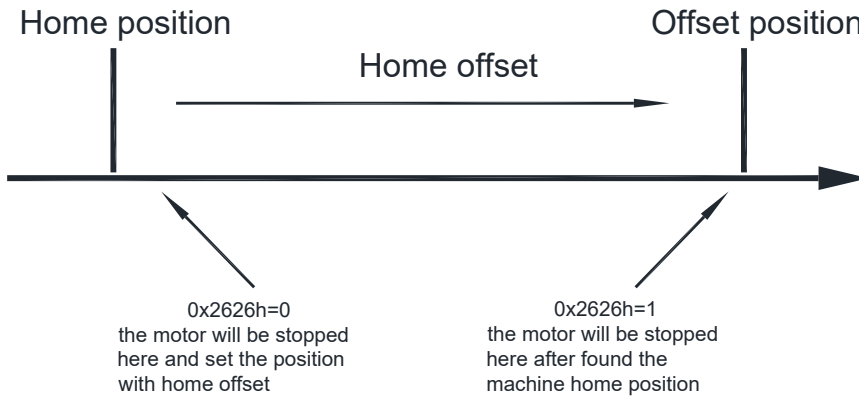 Home position
Offset position
Home offset
0x2626h=0
the motor will be stopped
here and set the position
with home offset
0x2626h=1
the motor will be stopped
here after found the
machine home position